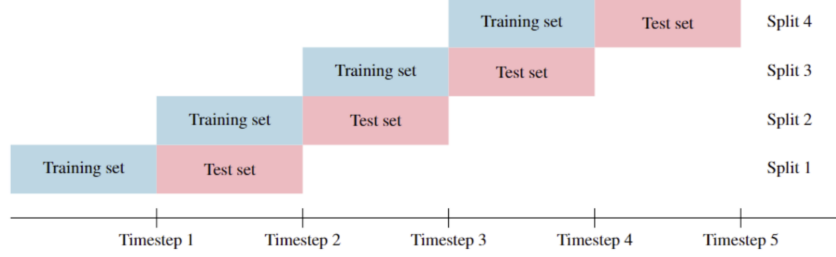 Training set Test set Split 4
Training set Test set Split 3
Training set Test set Split 2
Training set Test set Split 1
Timestep 1 Timestep 2 Timestep 3 Timestep 4 Timestep 5